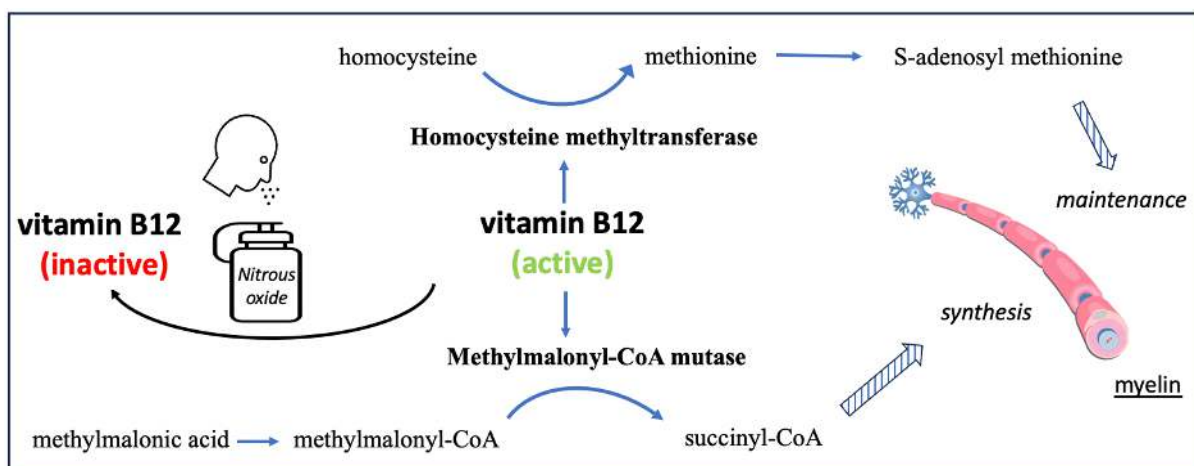 homocysteine methionine S-adenosyl methionine
Homocysteine methyltransferase
vitamin B12
(inactive)
Nitrous
oxide
vitamin B12
(active)
maintenance
synthesis
Methylmalonyl-CoA mutase
myelin
methylmalonic acid methylmalonyl-CoA succinyl-CoA